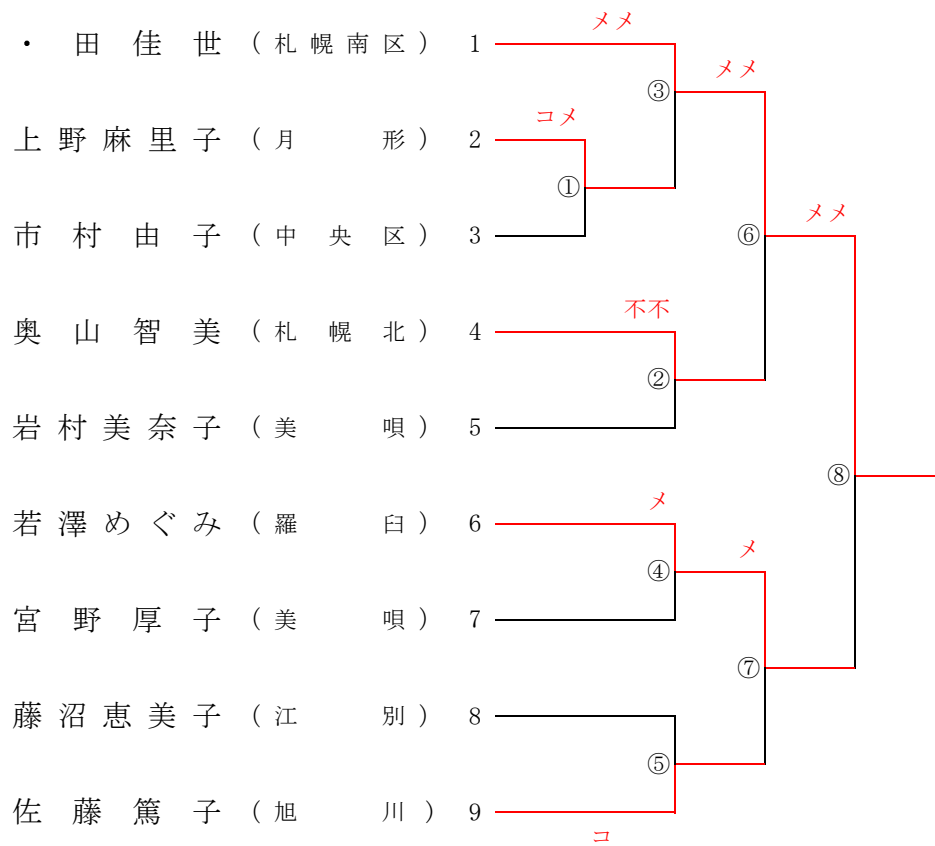 メメ
・田佳世 (札幌南区) 1
メメ
③
コメ
上野麻里子 (月形) 2
①
メメ
市村由子 (中央区) 3
⑥
不不
奥山智美 (札幌北) 4
②
岩村美奈子 (美唄) 5
⑧
メ
若澤めぐみ (羅臼) 6
メ
④
宮野厚子 (美唄) 7
⑦
藤沼恵美子 (江別) 8
⑤
佐藤篤子 (旭川) 9
コ